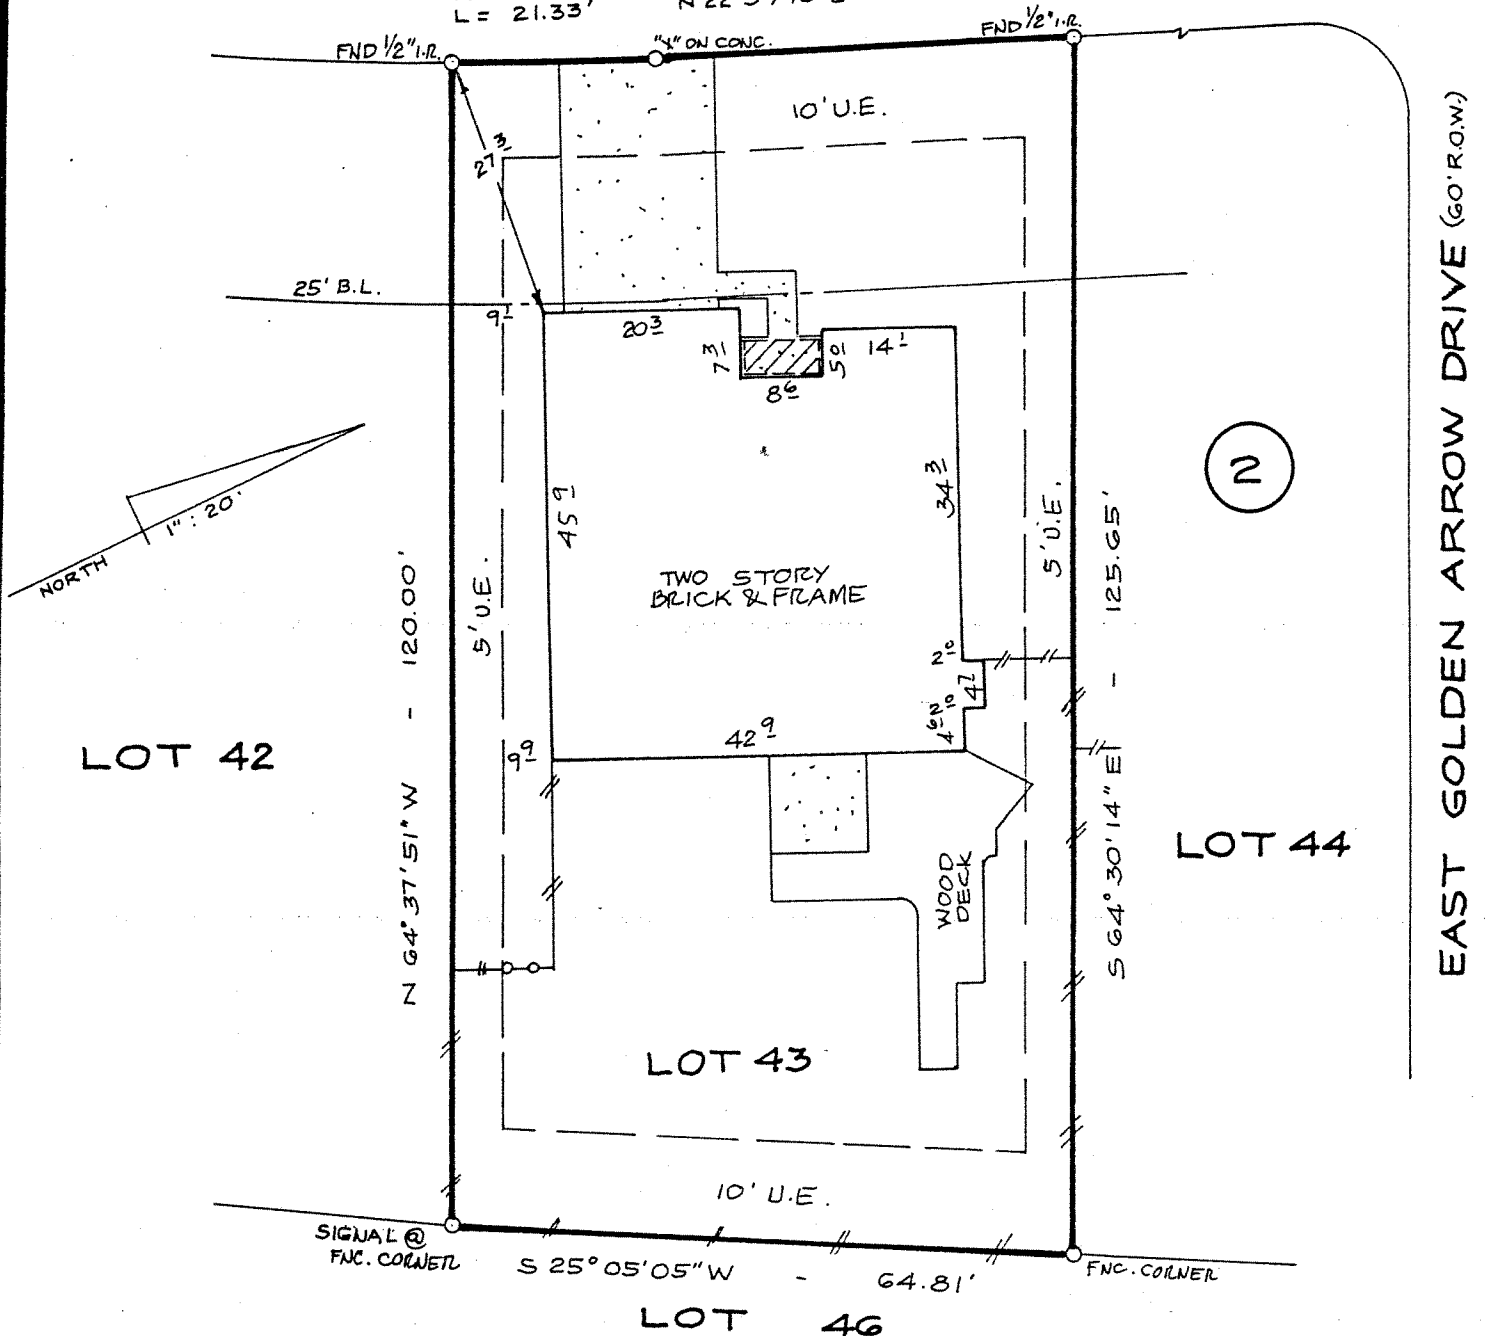 L = 21.33'
FND 1/2" I.R.
"X" ON CONC.
FND 1/2" I.R.
10' U.E.
27 3
25' B.L.
9 1
20 3
7 3
8 6
5 0
14 1
NORTH
1" : 20'
45 9
34 3
TWO STORY
BRICK & FRAME
5' U.E.
5' U.E.
N 64° 37' 51" W - 120.00'
S 64° 30' 14" E - 125.65'
2
EAST GOLDEN ARROW DRIVE (60' R.O.W.)
2 0
4 7
2 0
4 6
42 9
9 9
LOT 42
LOT 44
WOOD
DECK
LOT 43
10' U.E.
SIGNAL @
FNC. CORNER
S 25° 05' 05" W - 64.81'
FNC. CORNER
LOT 46